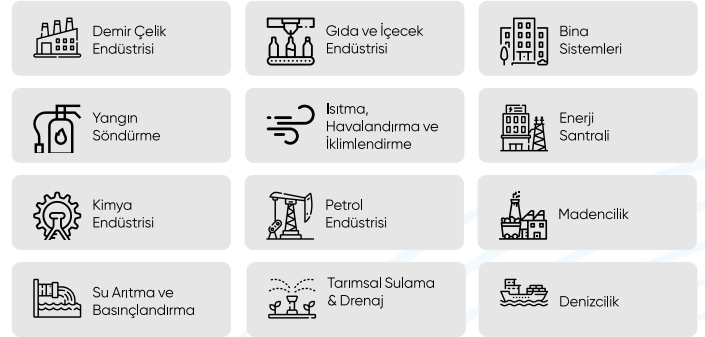 Demir Çelik
Endüstrisi
Gıda ve İçecek
Endüstrisi
Bina
Sistemleri
Yangın
Söndürme
Isıtma,
Havalandırma ve
İklimlendirme
Enerji
Santrali
Kimya
Endüstrisi
Petrol
Endüstrisi
Madencilik
Su Arıtma ve
Basınçlandırma
Tarımsal Sulama
& Drenaj
Denizcilik